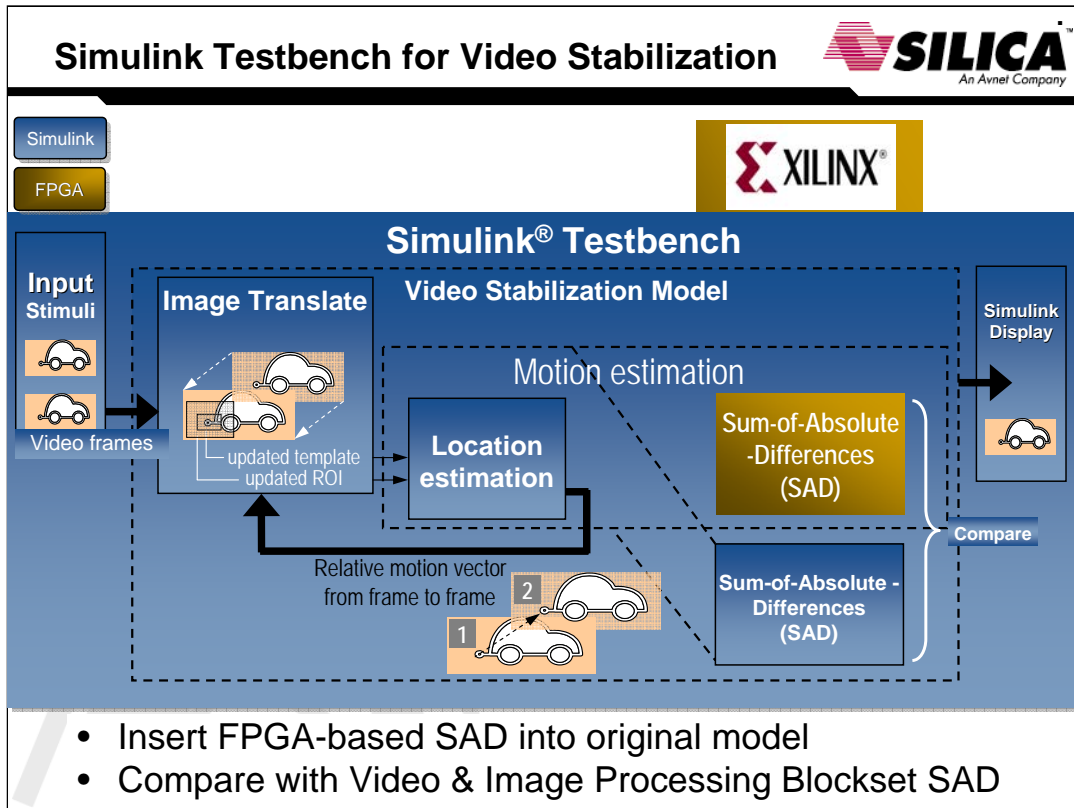 Simulink Testbench for Video Stabilization
SILICA™
An Avnet Company
Simulink
FPGA
XILINX®
Simulink® Testbench
Input
Stimuli
Video frames
Image Translate
updated template
updated ROI
Video Stabilization Model
Motion estimation
Location
estimation
Sum-of-Absolute
-Differences
(SAD)
Simulink
Display
Compare
Relative motion vector
from frame to frame
1
2
Sum-of-Absolute -
Differences
(SAD)
• Insert FPGA-based SAD into original model
• Compare with Video & Image Processing Blockset SAD